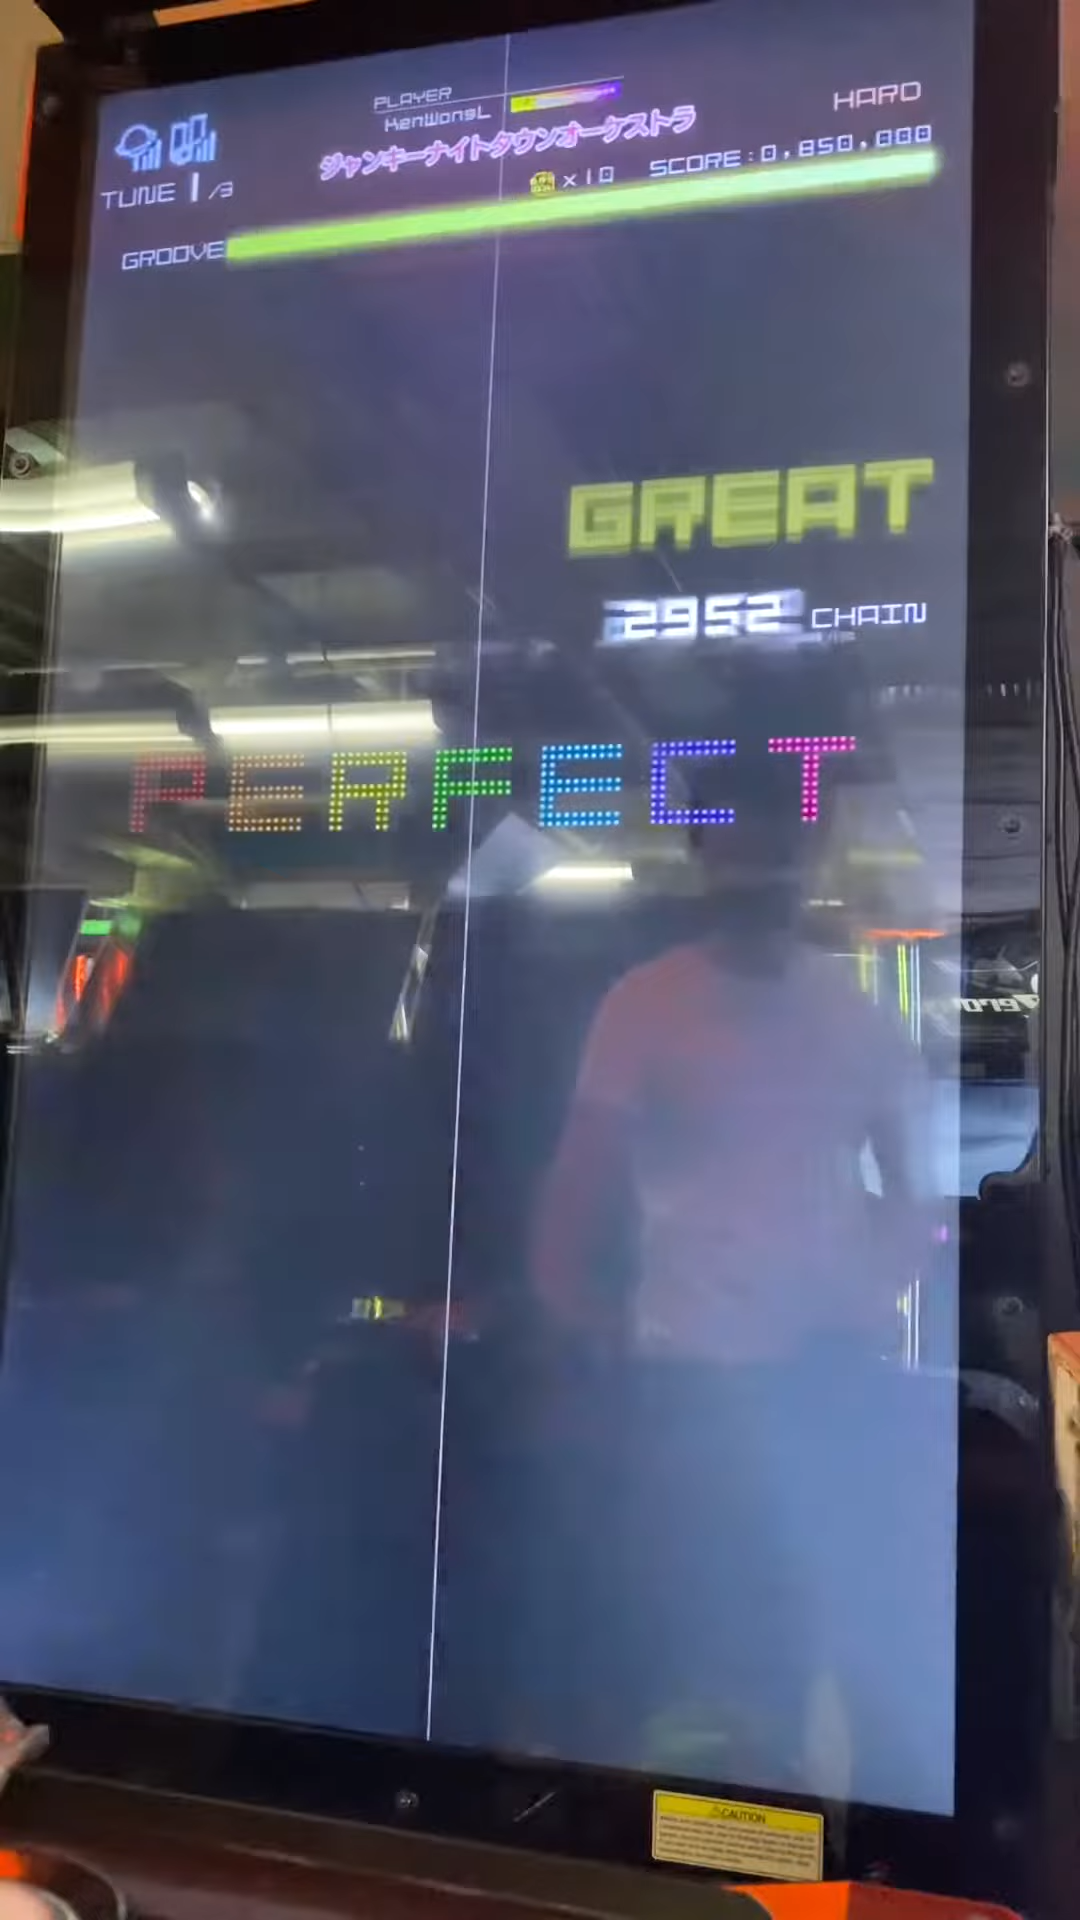 PLAYER
KenWongL
HARD
ジャンキーナイトタウンオーケストラ
TUNE 1/3
×10
SCORE:0,850,000
GROOVE
GREAT
2952 CHAIN
PERFECT
⚠CAUTION